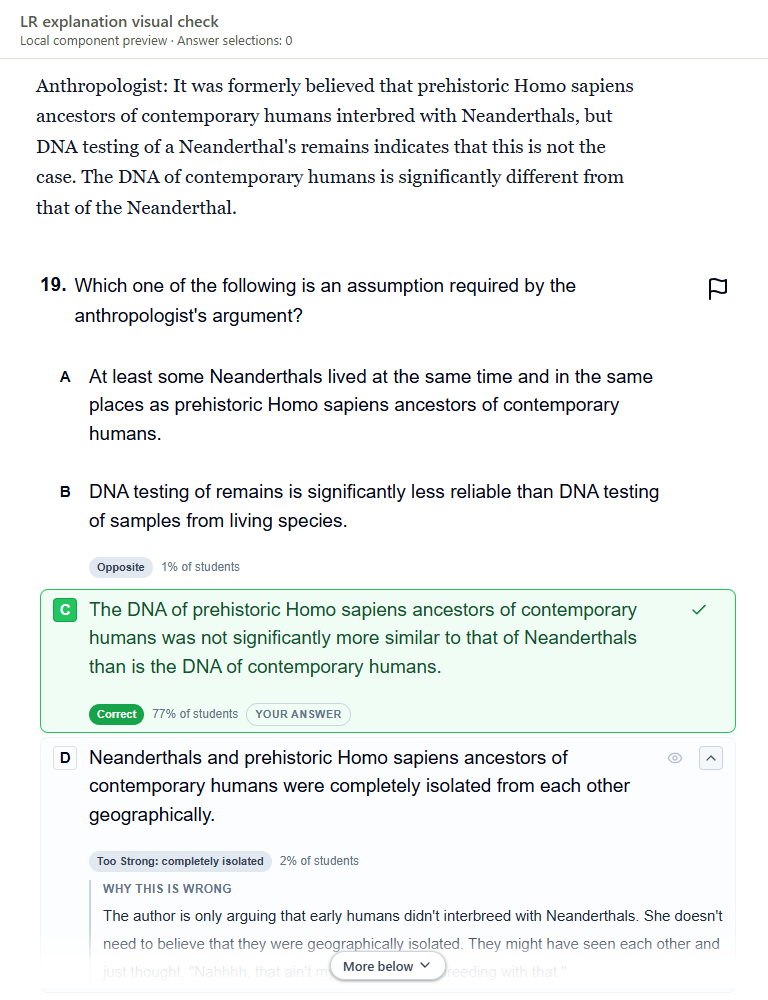 LR explanation visual check
Local component preview · Answer selections: 0
Anthropologist: It was formerly believed that prehistoric Homo sapiens
ancestors of contemporary humans interbred with Neanderthals, but
DNA testing of a Neanderthal's remains indicates that this is not the
case. The DNA of contemporary humans is significantly different from
that of the Neanderthal.
19. Which one of the following is an assumption required by the
anthropologist's argument?
A At least some Neanderthals lived at the same time and in the same
places as prehistoric Homo sapiens ancestors of contemporary
humans.
B DNA testing of remains is significantly less reliable than DNA testing
of samples from living species.
Opposite 1% of students
C The DNA of prehistoric Homo sapiens ancestors of contemporary
humans was not significantly more similar to that of Neanderthals
than is the DNA of contemporary humans.
Correct 77% of students YOUR ANSWER
D Neanderthals and prehistoric Homo sapiens ancestors of
contemporary humans were completely isolated from each other
geographically.
Too Strong: completely isolated 2% of students
WHY THIS IS WRONG
The author is only arguing that early humans didn't interbreed with Neanderthals. She doesn't
need to believe that they were geographically isolated. They might have seen each other and
just thought, "Nahhhh, that ain't reeding with that."
More below